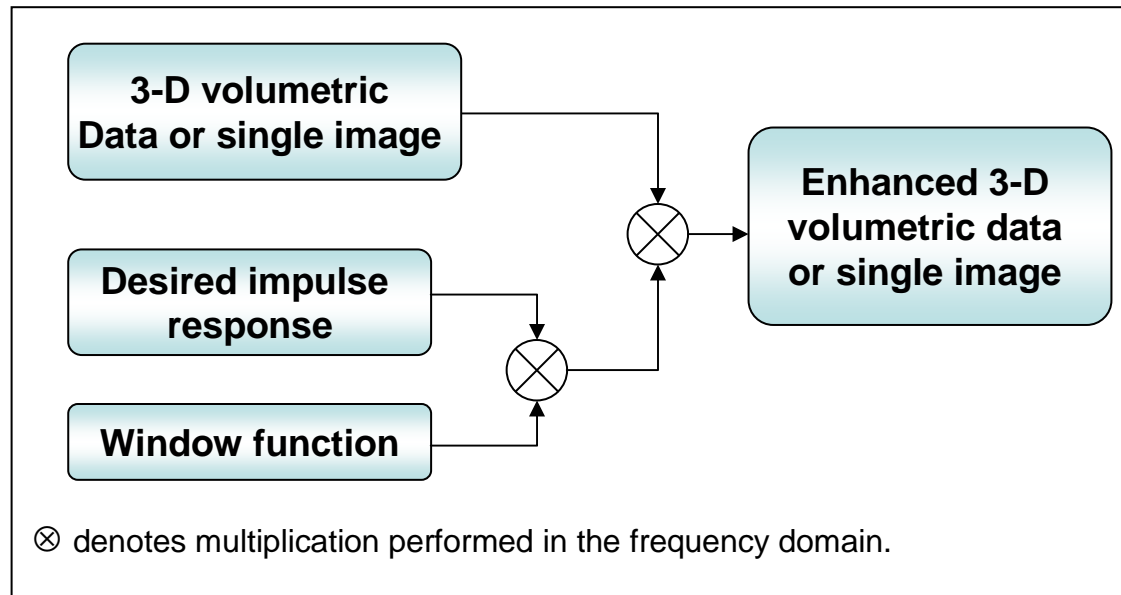 3-D volumetric
Data or single image
Enhanced 3-D
volumetric data
or single image
Desired impulse
response
Window function
⊗ denotes multiplication performed in the frequency domain.